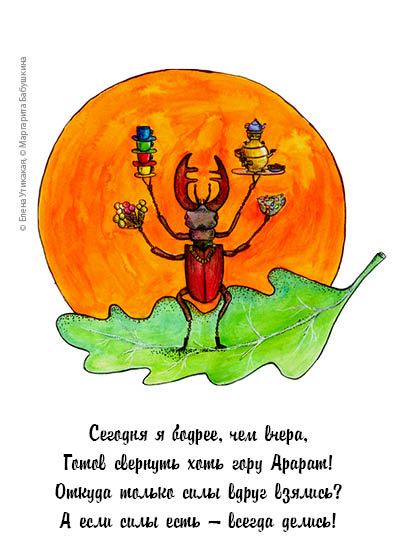 © Елена Утикакая, © Маргарита Бабушкина
Сегодня я бодрее, чем вчера,
Готов свернуть хоть гору Арарат!
Откуда только силы вдруг взялись?
А если силы есть – всегда делись!